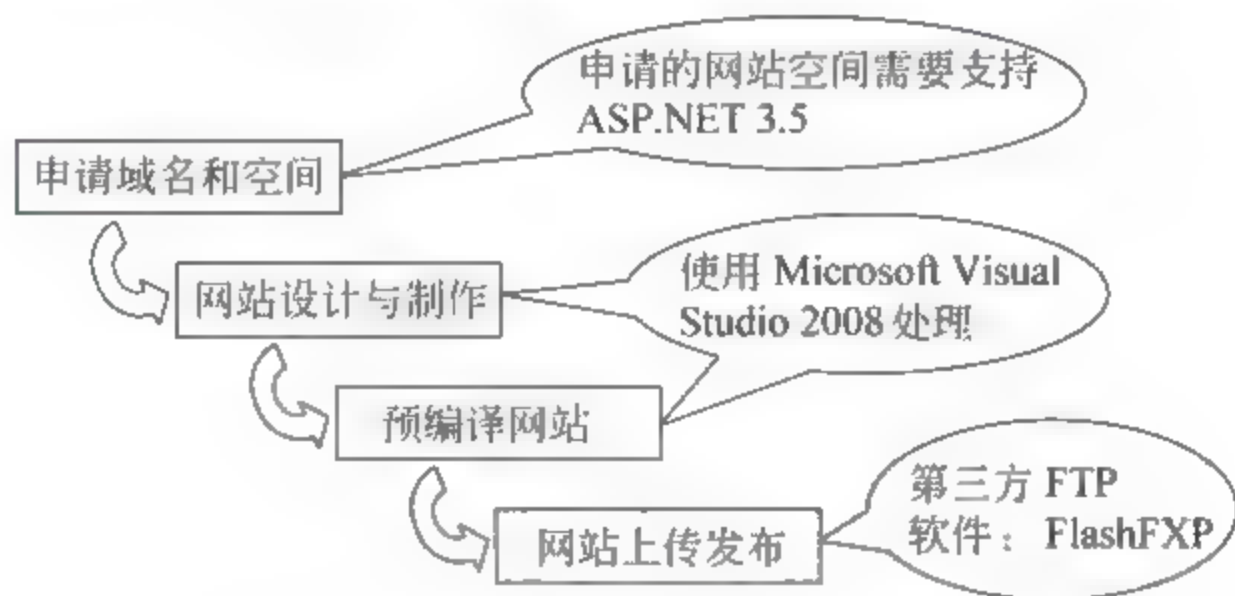 申请的网站空间需要支持
ASP.NET 3.5
申请域名和空间
使用 Microsoft Visual
Studio 2008 处理
网站设计与制作
预编译网站
第三方 FTP
软件：FlashFXP
网站上传发布